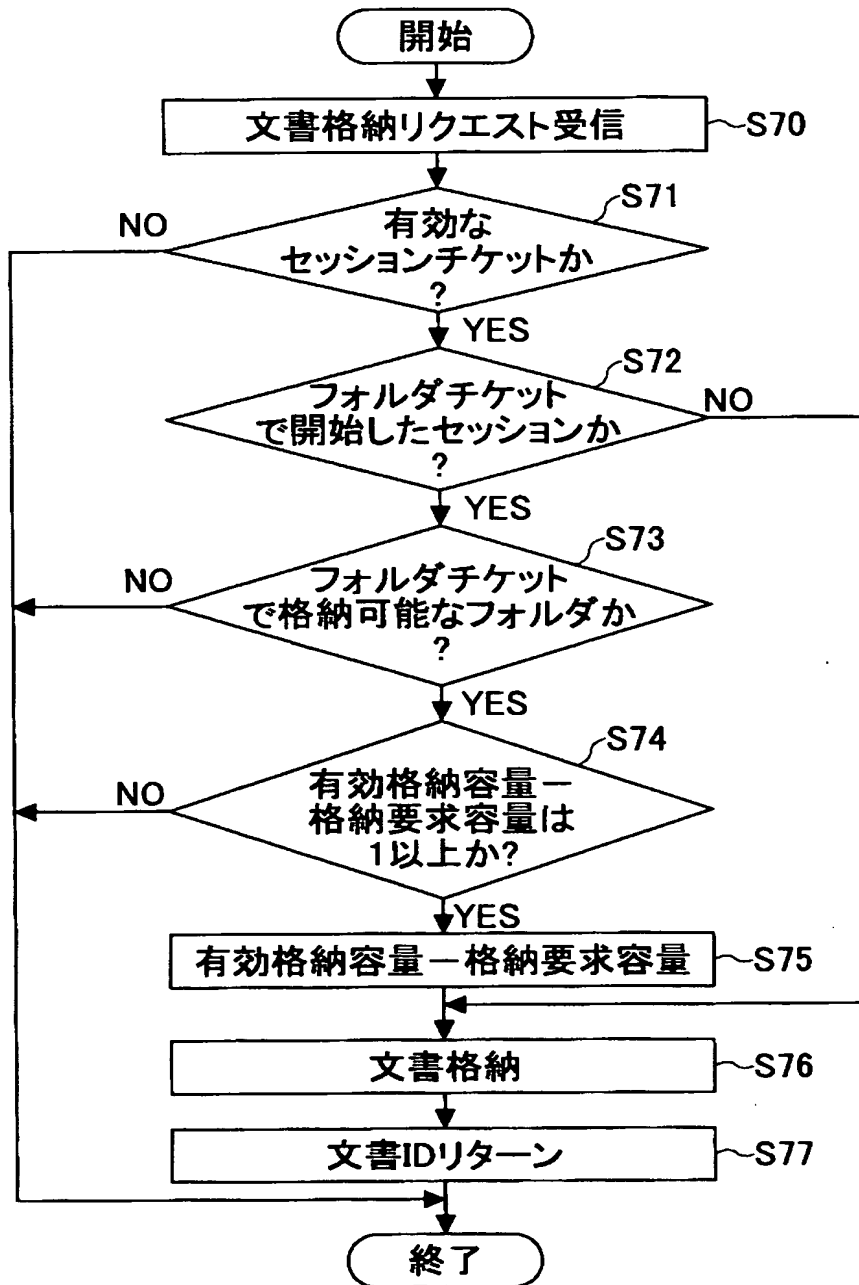 開始
文書格納リクエスト受信
S70
S71
NO
有効な
セッションチケットか
?
YES
S72
フォルダチケット
NO
で開始したセッションか
?
YES
S73
NO
フォルダチケット
で格納可能なフォルダか
?
YES
S74
NO
有効格納容量－
格納要求容量は
1以上か?
YES
有効格納容量－格納要求容量
S75
文書格納
S76
文書IDリターン
S77
終了